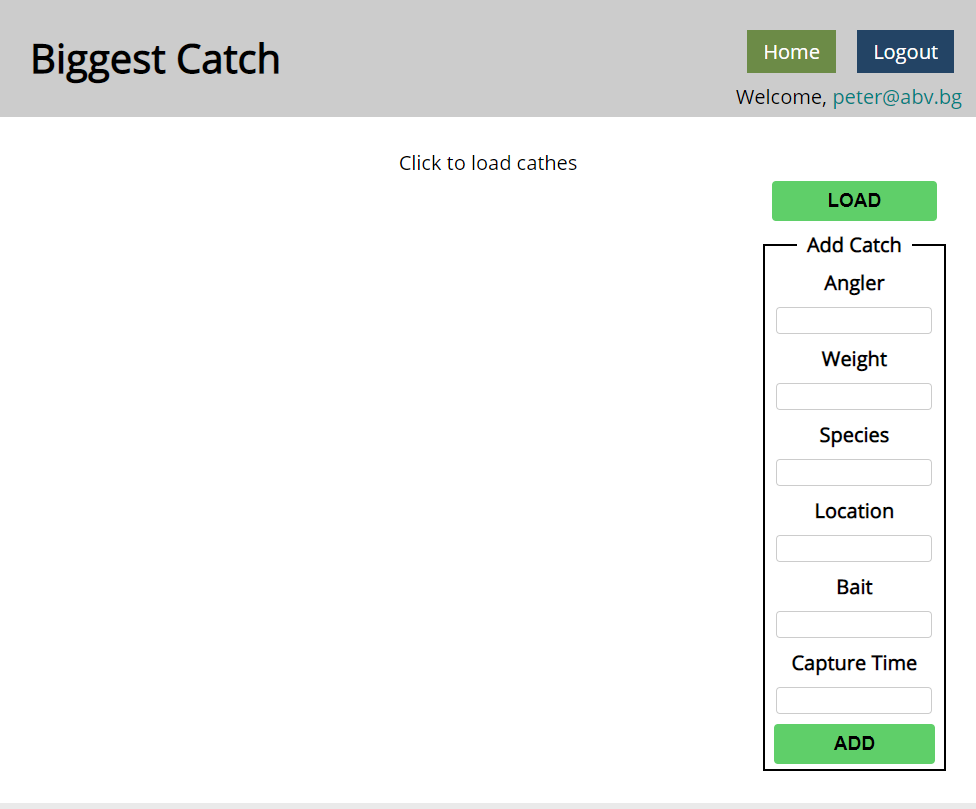 Biggest Catch
Home Logout
Welcome, peter@abv.bg
Click to load cathes
LOAD
Add Catch
Angler
Weight
Species
Location
Bait
Capture Time
ADD